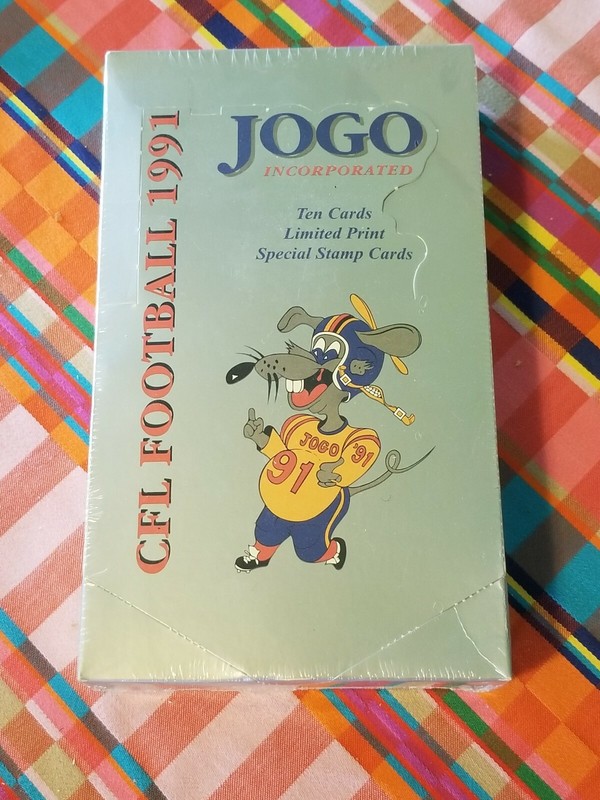 CFL FOOTBALL 1991
JOGO
INCORPORATED
Ten Cards
Limited Print
Special Stamp Cards
JOGO '91
91